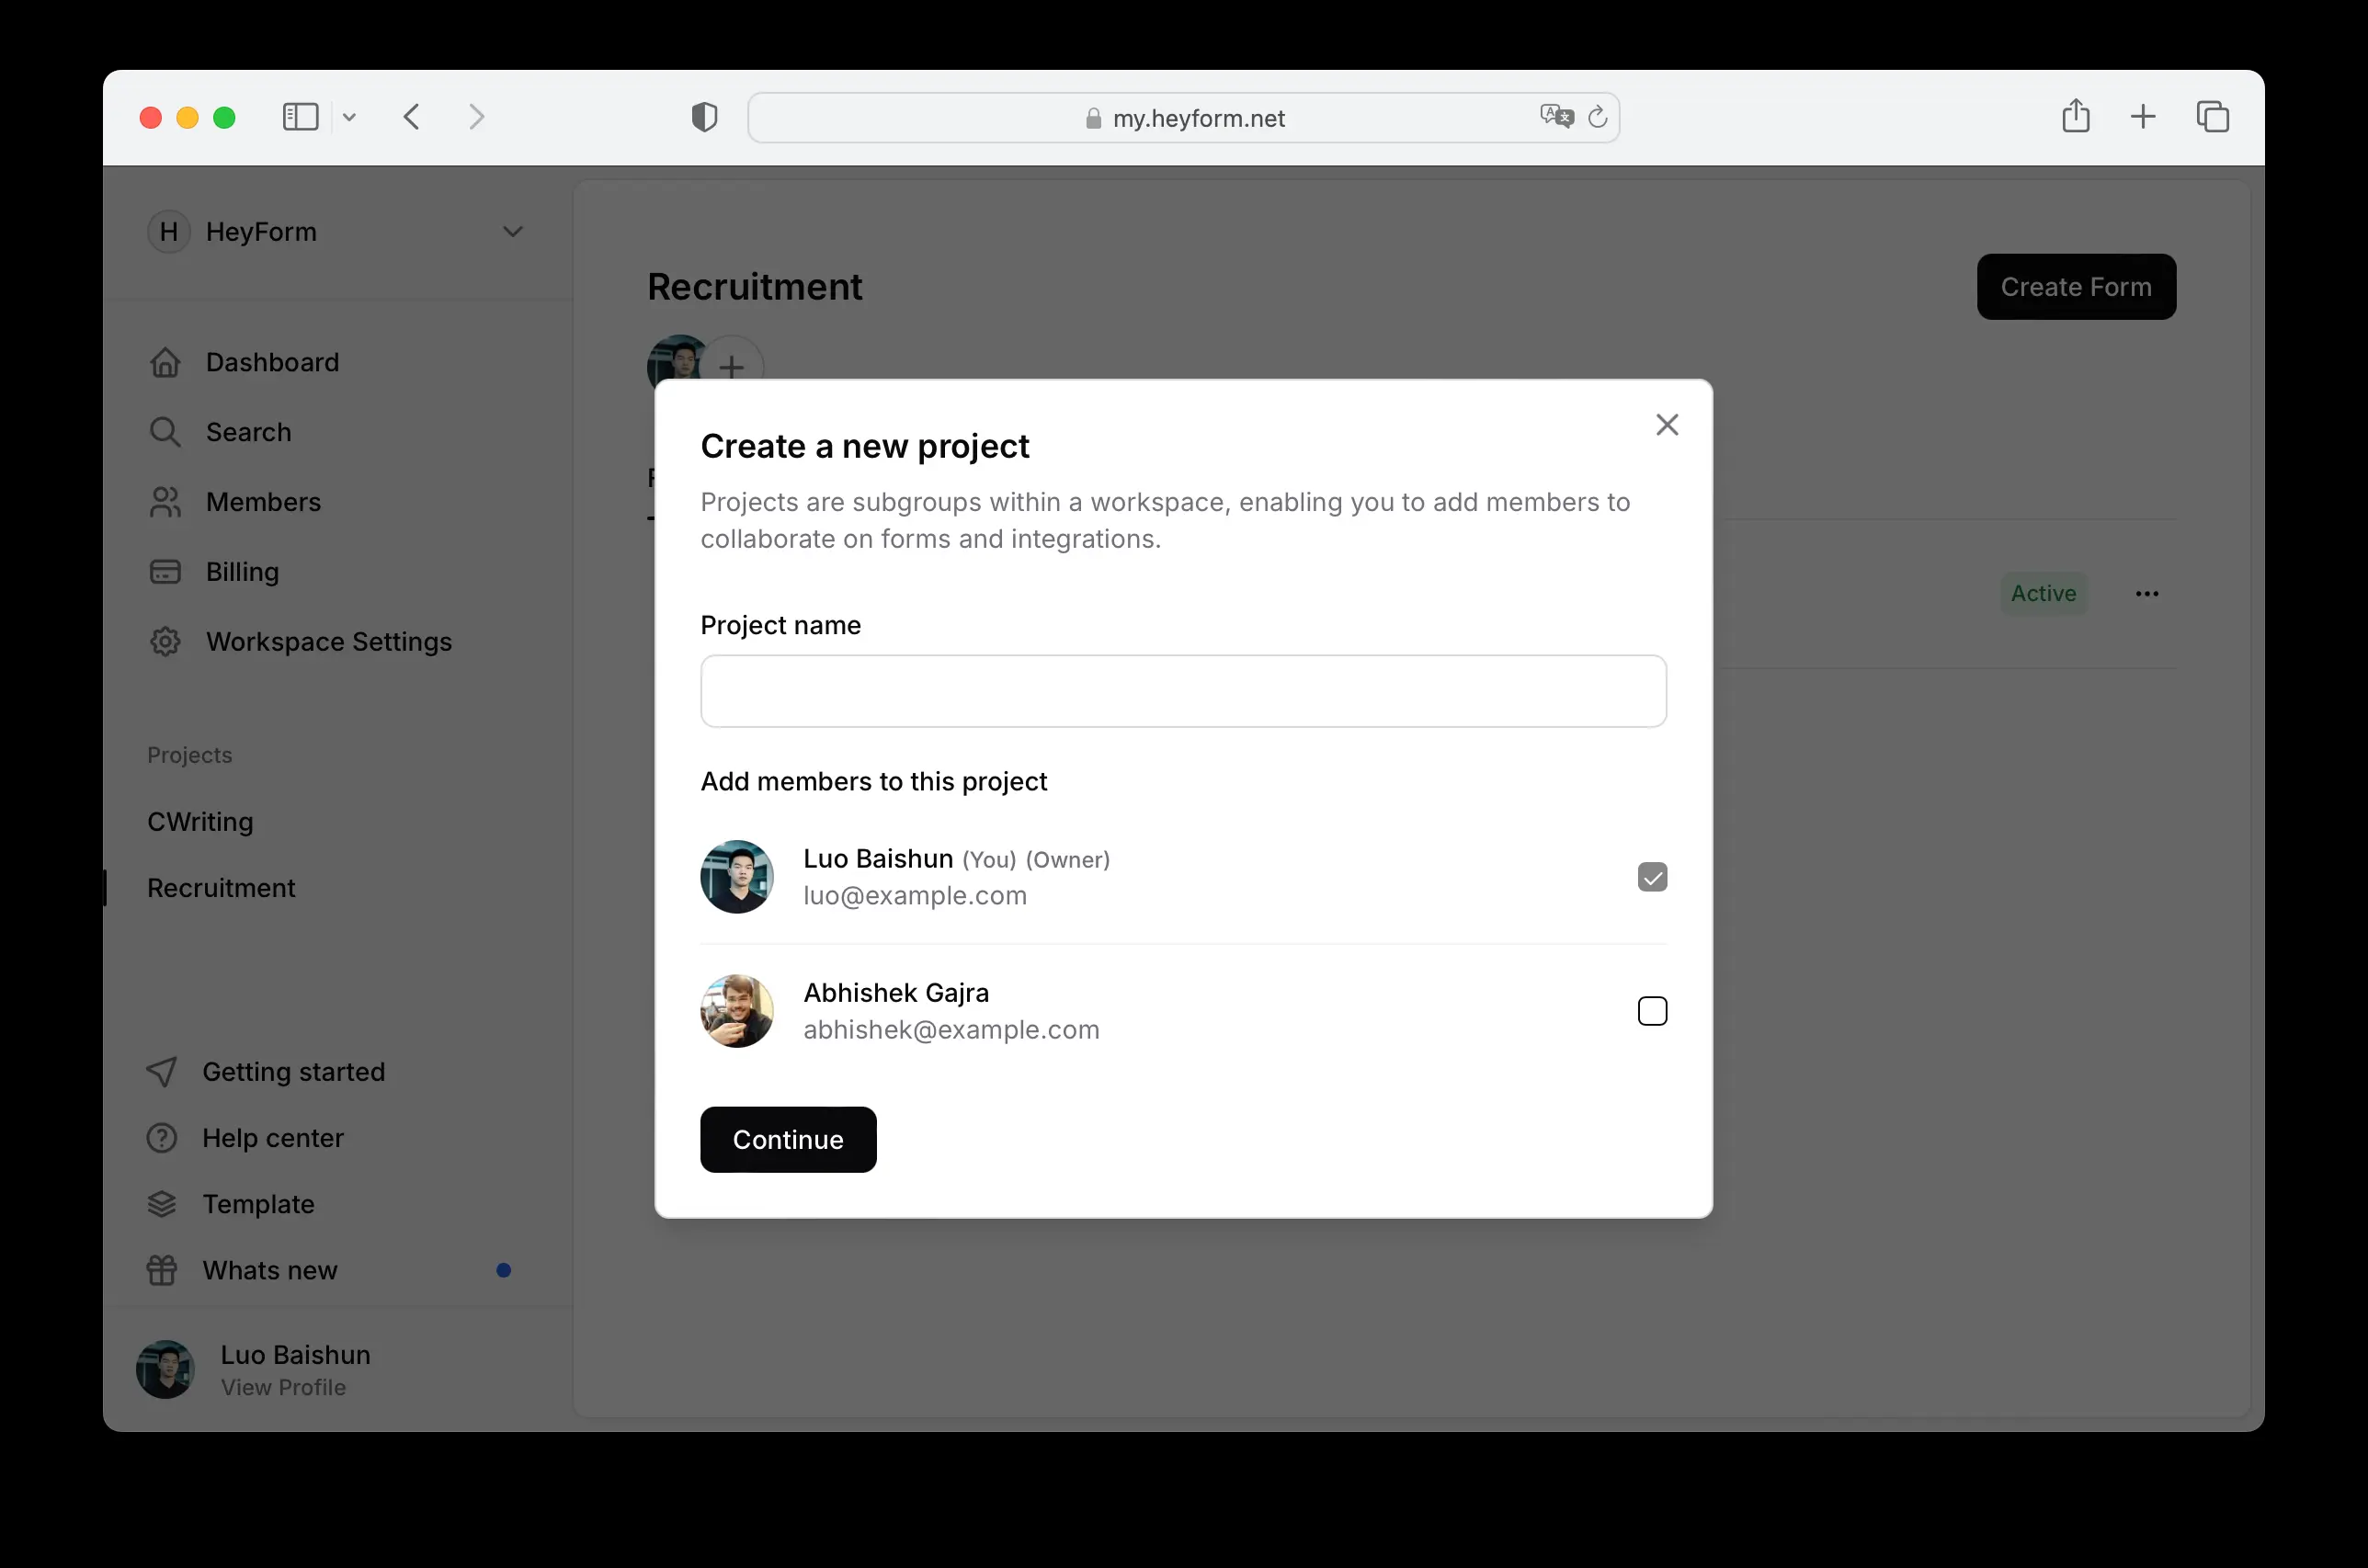 my.heyform.net
H HeyForm
Dashboard
Search
Members
Billing
Workspace Settings
Projects
CWriting
Recruitment
Getting started
Help center
Template
Whats new
Luo Baishun
View Profile
Recruitment
Create Form
Active
Create a new project
Projects are subgroups within a workspace, enabling you to add members to
collaborate on forms and integrations.
Project name
Add members to this project
Luo Baishun (You) (Owner)
luo@example.com
Abhishek Gajra
abhishek@example.com
Continue